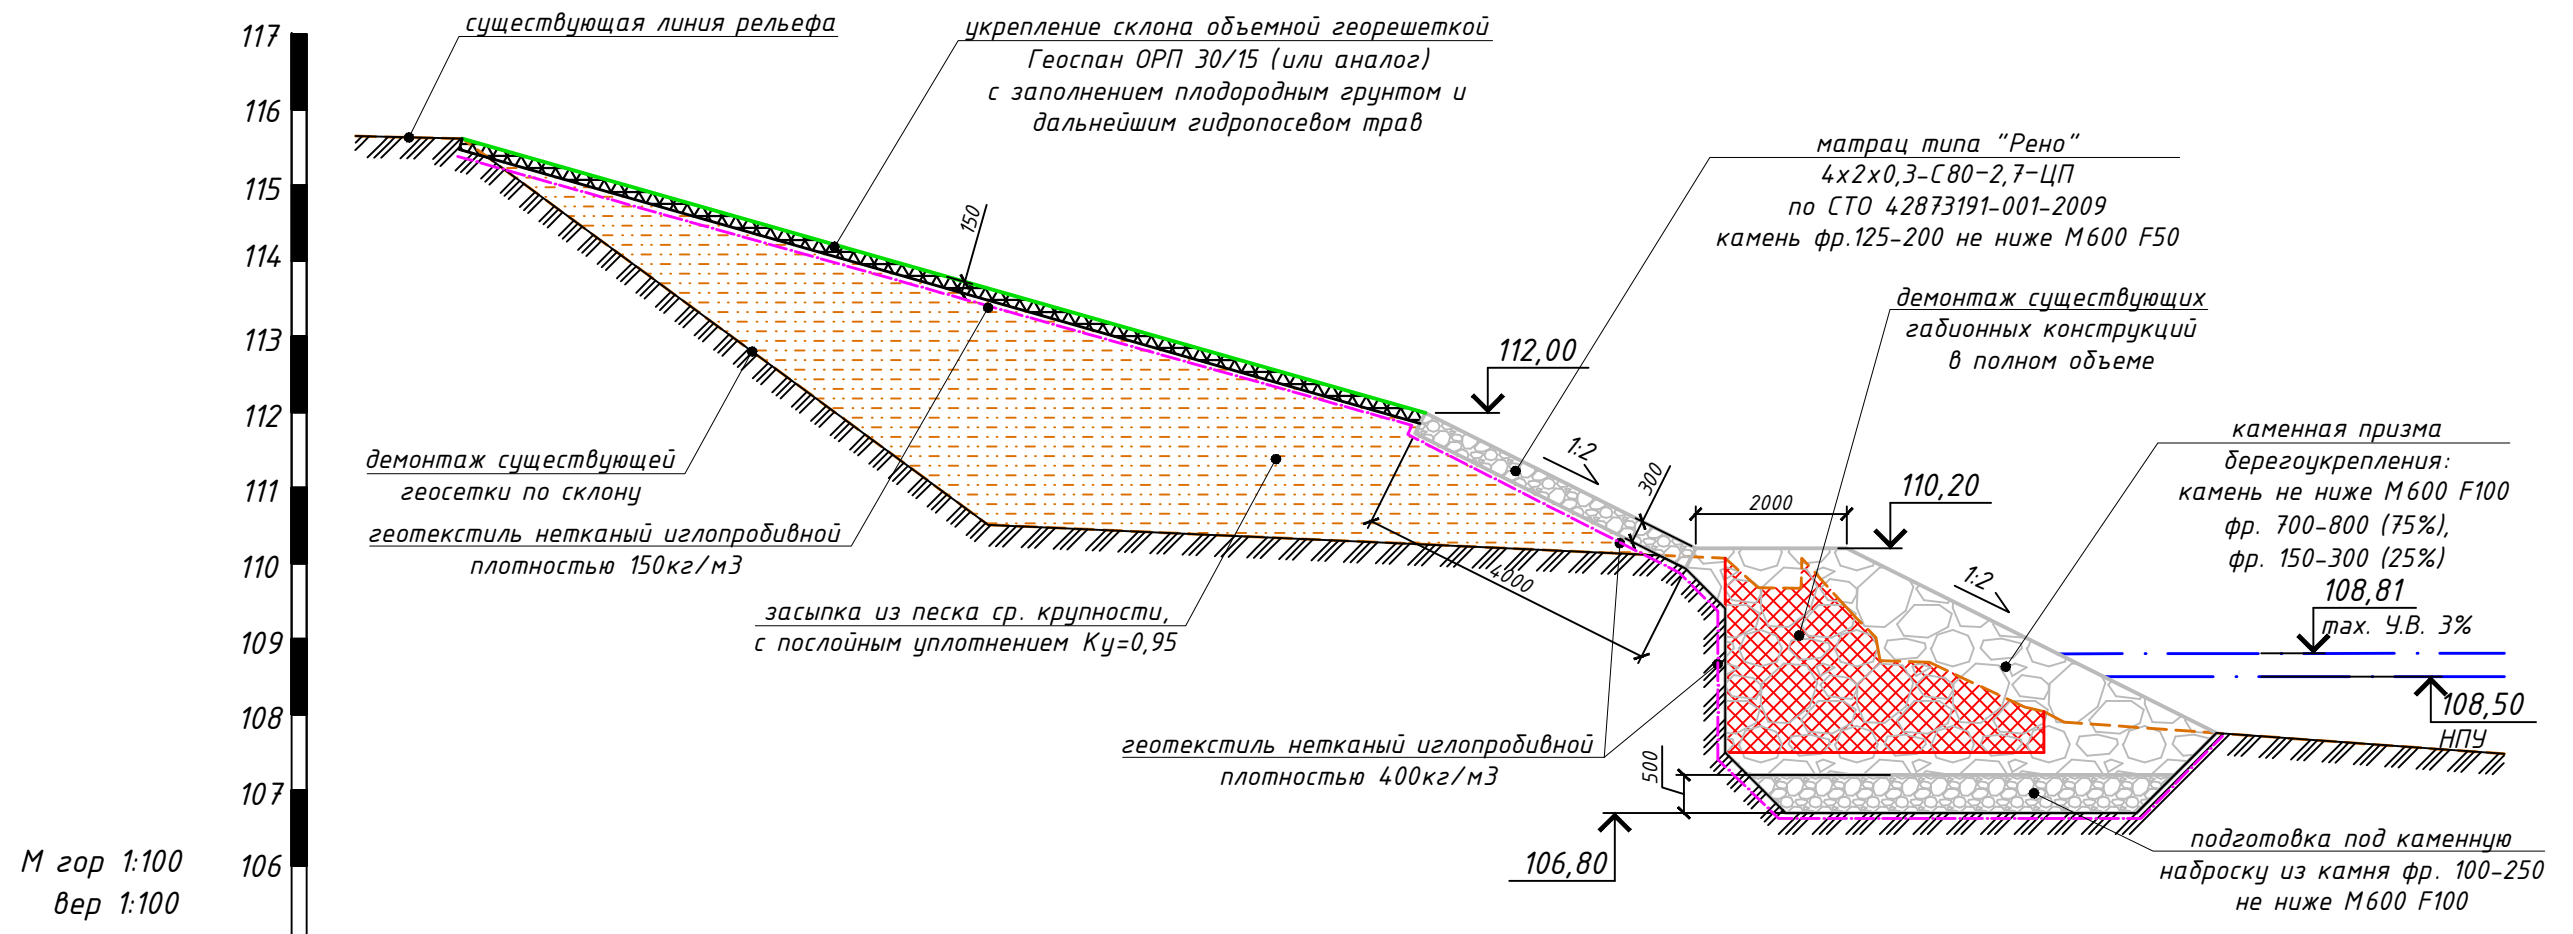 существующая линия рельефа
укрепление склона объемной георешеткой
Геоспан ОРП 30/15 (или аналог)
с заполнением плодородным грунтом и
дальнейшим гидропосевом трав
матрац типа "Рено"
4х2х0,3-С80-2,7-ЦП
по СТО 42873191-001-2009
камень фр.125-200 не ниже М600 F50
демонтаж существующих
габионных конструкций
в полном объеме
каменная призма
берегоукрепления:
камень не ниже М600 F100
фр. 700-800 (75%),
фр. 150-300 (25%)
117
116
115
114
113
112
111
110
109
108
107
106
М гор 1:100
вер 1:100
150
112,00
1:2
300
2000
110,20
1:2
108,81
max. У.В. 3%
108,50
НПУ
демонтаж существующей
геосетки по склону
геотекстиль нетканый иглопробивной
плотностью 150кг/м3
засыпка из песка ср. крупности,
с послойным уплотнением Ку=0,95
4000
геотекстиль нетканый иглопробивной
плотностью 400кг/м3
500
106,80
подготовка под каменную
наброску из камня фр. 100-250
не ниже М600 F100